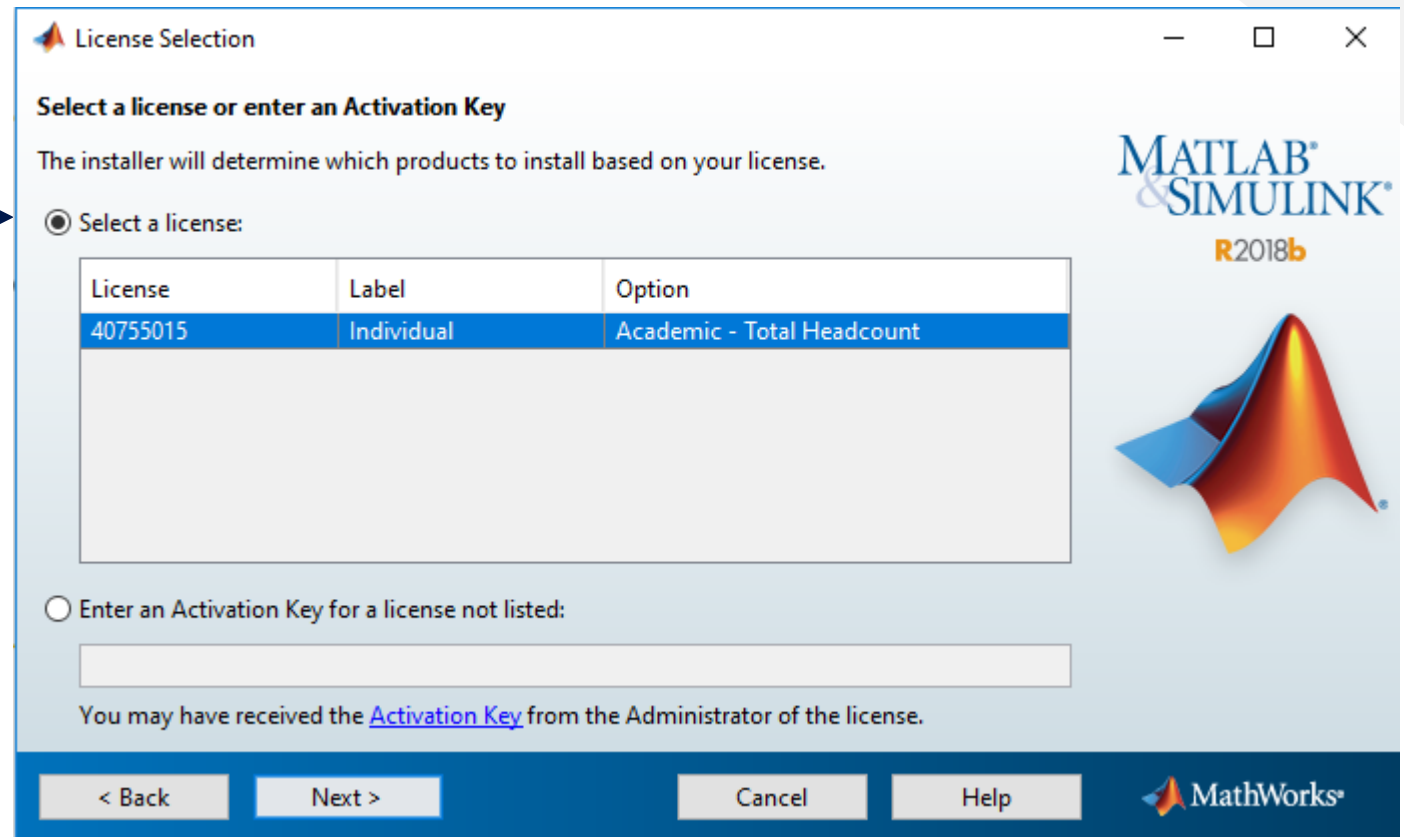 License Selection
Select a license or enter an Activation Key
The installer will determine which products to install based on your license.
MATLAB®
&SIMULINK®
R2018b
Select a license:
License Label Option
40755015 Individual Academic - Total Headcount
Enter an Activation Key for a license not listed:
You may have received the Activation Key from the Administrator of the license.
< Back Next > Cancel Help MathWorks®